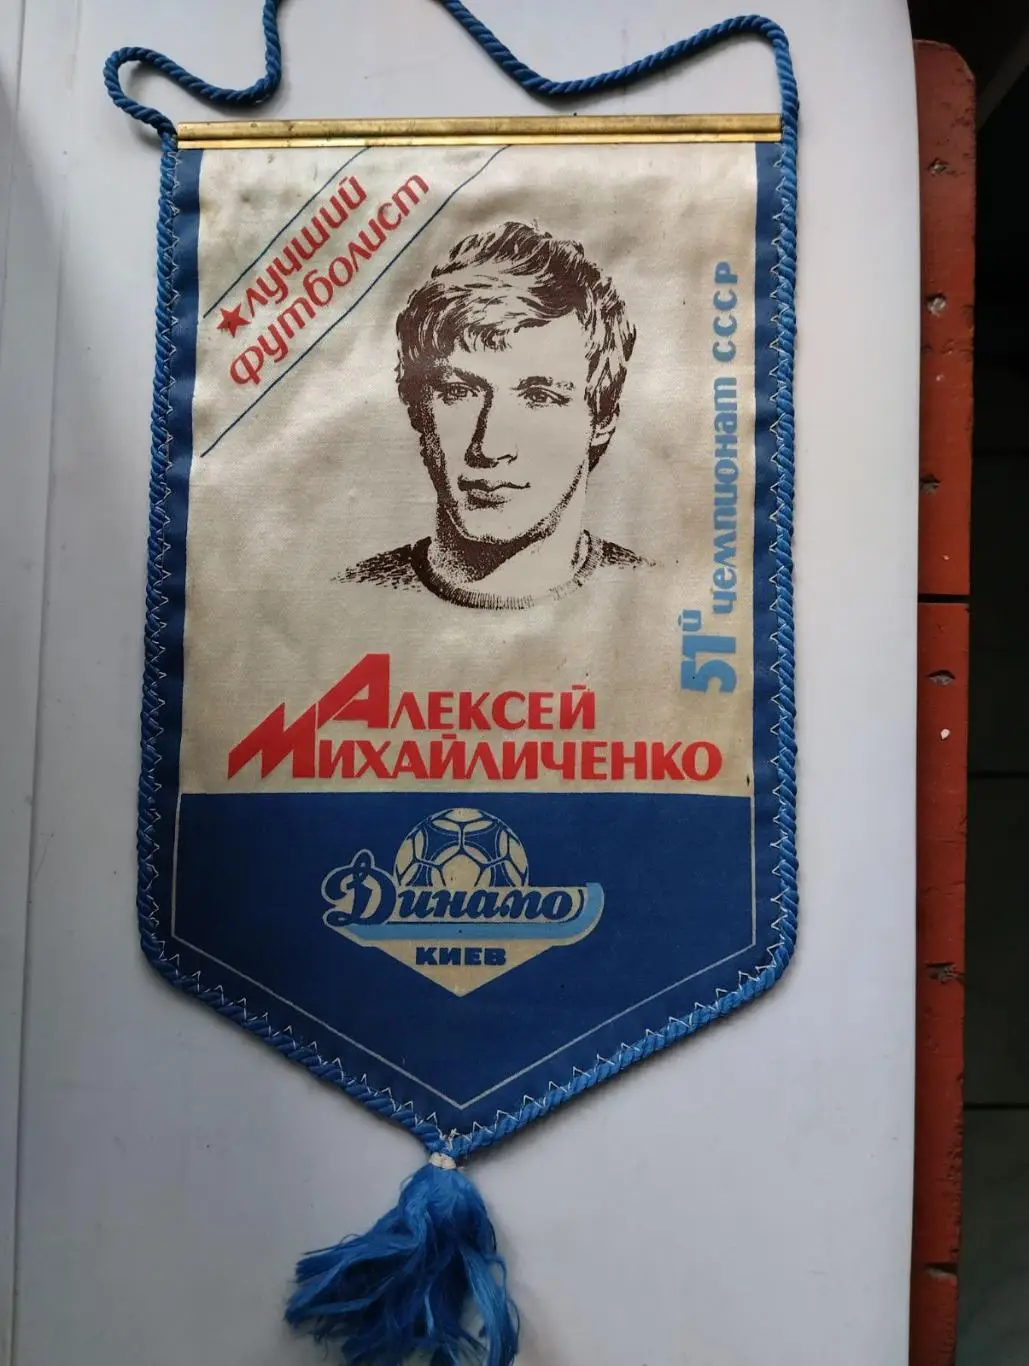 ★лучший
футболист
51й чемпионат СССР
Алексей
Михайличенко
Динамо
КИЕВ